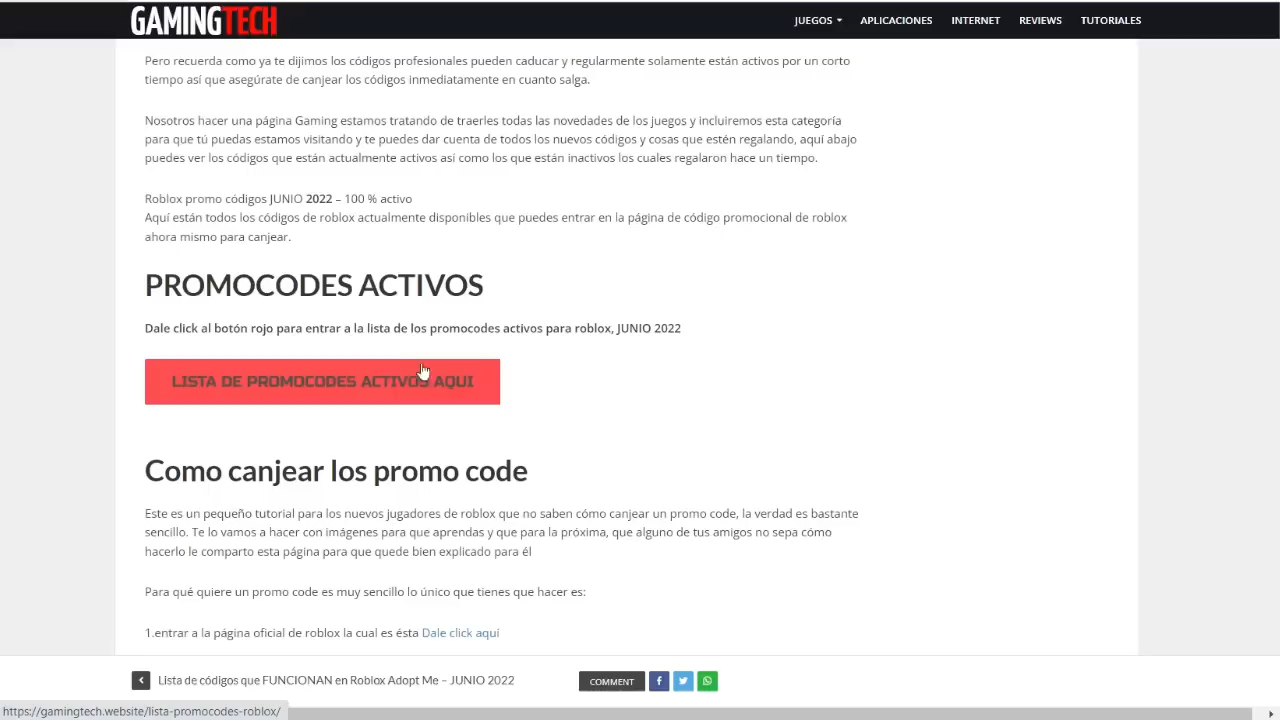 GAMINGTECH
JUEGOS
APLICACIONES
INTERNET
REVIEWS
TUTORIALES
Pero recuerda como ya te dijimos los códigos profesionales pueden caducar y regularmente solamente están activos por un corto
tiempo así que asegúrate de canjear los códigos inmediatamente en cuanto salga.
Nosotros hacer una página Gaming estamos tratando de traerles todas las novedades de los juegos y incluiremos esta categoría
para que tú puedas estamos visitando y te puedes dar cuenta de todos los nuevos códigos y cosas que estén regalando, aquí abajo
puedes ver los códigos que están actualmente activos así como los que están inactivos los cuales regalaron hace un tiempo.
Roblox promo códigos JUNIO 2022 – 100 % activo
Aquí están todos los códigos de roblox actualmente disponibles que puedes entrar en la página de código promocional de roblox
ahora mismo para canjear.
PROMOCODES ACTIVOS
Dale click al botón rojo para entrar a la lista de los promocodes activos para roblox, JUNIO 2022
LISTA DE PROMOCODES ACTIVOS AQUI
Como canjear los promo code
Este es un pequeño tutorial para los nuevos jugadores de roblox que no saben cómo canjear un promo code, la verdad es bastante
sencillo. Te lo vamos a hacer con imágenes para que aprendas y que para la próxima, que alguno de tus amigos no sepa cómo
hacerlo le comparto esta página para que quede bien explicado para él
Para qué quiere un promo code es muy sencillo lo único que tienes que hacer es:
1.entrar a la página oficial de roblox la cual es ésta Dale click aquí
Lista de códigos que FUNCIONAN en Roblox Adopt Me – JUNIO 2022
COMMENT
https://gamingtech.website/lista-promocodes-roblox/